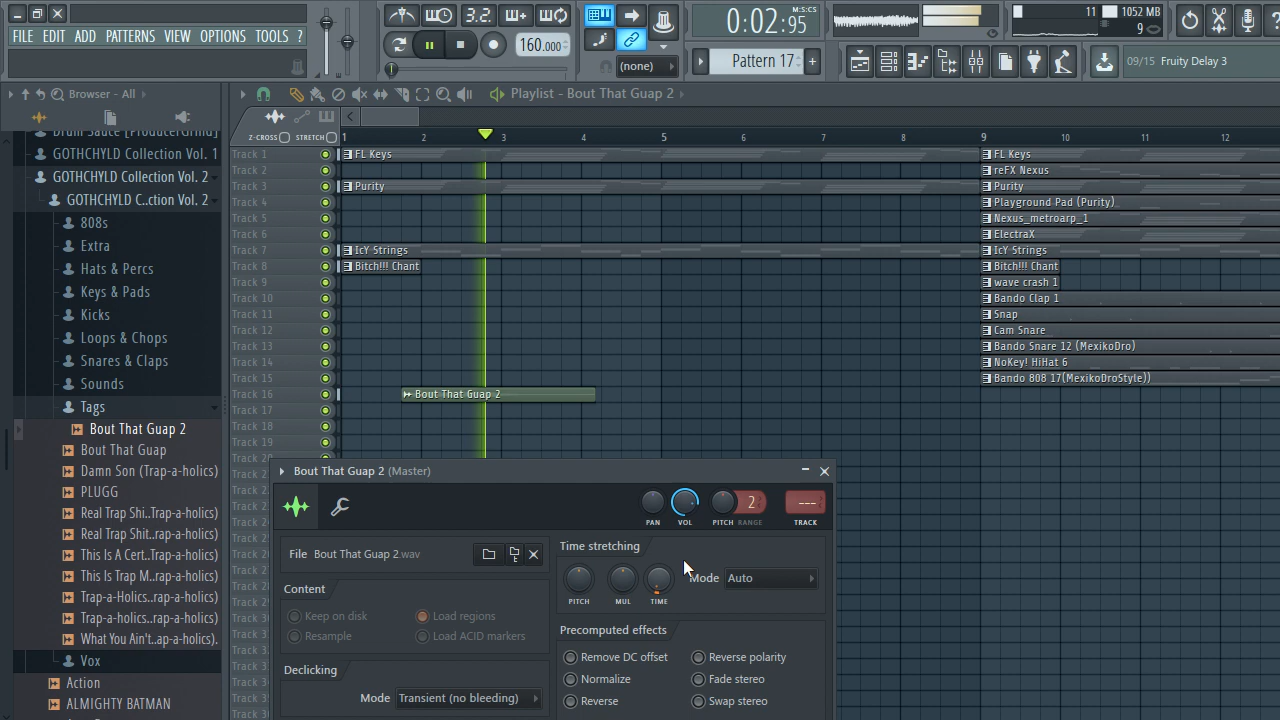 FILE EDIT ADD PATTERNS VIEW OPTIONS TOOLS ?
3.2.
160.000
(none)
0:02:95
M:S:CS
Pattern 17
+
11
1052 MB
9
09/15 Fruity Delay 3
Browser - All
Playlist - Bout That Guap 2
Z-CROSS STRETCH
1 2 3 4 5 6 7 8 9 10 11 12
GOTHCHYLD Collection Vol. 1
GOTHCHYLD Collection Vol. 2
GOTHCHYLD C..ction Vol. 2
808s
Extra
Hats & Percs
Keys & Pads
Kicks
Loops & Chops
Snares & Claps
Sounds
Tags
Bout That Guap 2
Bout That Guap
Damn Son (Trap-a-holics)
PLUGG
Real Trap Shi..Trap-a-holics)
Real Trap Shit..rap-a-holics)
This Is A Cert..Trap-a-holics)
This Is Trap M..rap-a-holics)
Trap-a-Holics..rap-a-holics)
Trap-a-holics..rap-a-holics)
What You Ain't..ap-a-holics).
Vox
Action
ALMIGHTY BATMAN
Track 1 FL Keys FL Keys
Track 2 reFX Nexus
Track 3 Purity Purity
Track 4 Playground Pad (Purity)
Track 5 Nexus_metroarp_1
Track 6 ElectraX
Track 7 IcY Strings IcY Strings
Track 8 Bitch!!! Chant Bitch!!! Chant
Track 9 wave crash 1
Track 10 Bando Clap 1
Track 11 Snap
Track 12 Cam Snare
Track 13 Bando Snare 12 (MexikoDro)
Track 14 NoKey! HiHat 6
Track 15 Bando 808 17(MexikoDroStyle))
Track 16 Bout That Guap 2
Track 17
Track 18
Track 19
Bout That Guap 2 (Master)
2
---
PAN VOL PITCH RANGE TRACK
File Bout That Guap 2.wav
Content
Keep on disk Load regions
Resample Load ACID markers
Declicking
Mode Transient (no bleeding)
Time stretching
PITCH MUL TIME
Mode Auto
Precomputed effects
Remove DC offset Reverse polarity
Normalize Fade stereo
Reverse Swap stereo